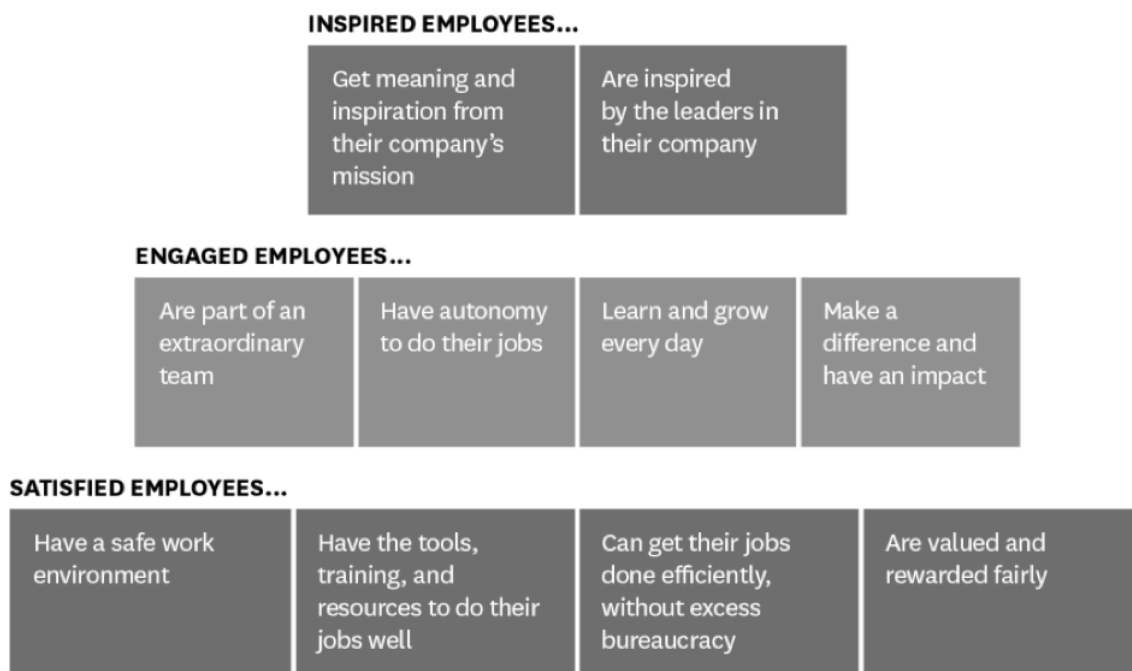 INSPIRED EMPLOYEES...
Get meaning and
inspiration from
their company's
mission
Are inspired
by the leaders in
their company
ENGAGED EMPLOYEES...
Are part of an
extraordinary
team
Have autonomy
to do their jobs
Learn and grow
every day
Make a
difference and
have an impact
SATISFIED EMPLOYEES...
Have a safe work
environment
Have the tools,
training, and
resources to do their
jobs well
Can get their jobs
done efficiently,
without excess
bureaucracy
Are valued and
rewarded fairly